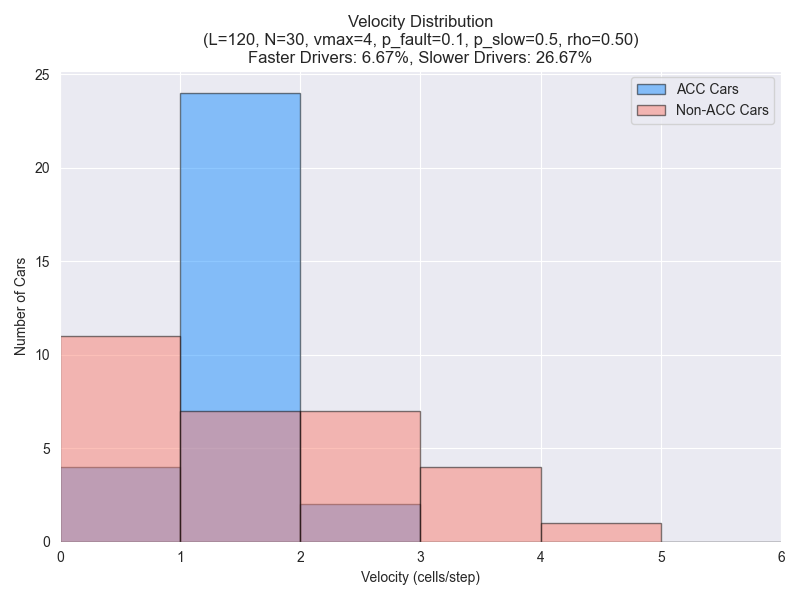 Velocity Distribution
(L=120, N=30, vmax=4, p_fault=0.1, p_slow=0.5, rho=0.50)
Faster Drivers: 6.67%, Slower Drivers: 26.67%
ACC Cars
Non-ACC Cars
25
20
15
10
5
0
Number of Cars
0 1 2 3 4 5 6
Velocity (cells/step)